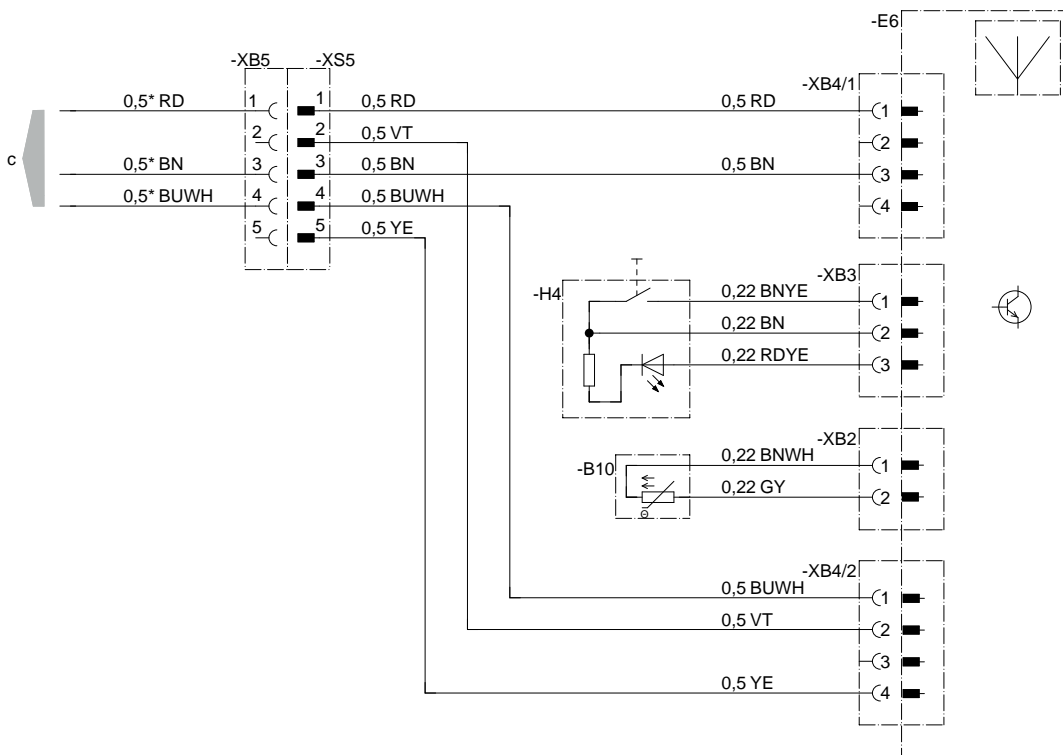 -E6
-XB5 -XS5
-XB4/1
0,5* RD 1 1 0,5 RD 0,5 RD 1
2 2 0,5 VT 2
c
0,5* BN 3 3 0,5 BN 0,5 BN 3
0,5* BUWH 4 4 0,5 BUWH 4
5 5 0,5 YE
-XB3
-H4 0,22 BNYE 1
0,22 BN 2
0,22 RDYE 3
-XB2
-B10 0,22 BNWH 1
0,22 GY 2
Θ
-XB4/2
0,5 BUWH 1
0,5 VT 2
3
0,5 YE 4